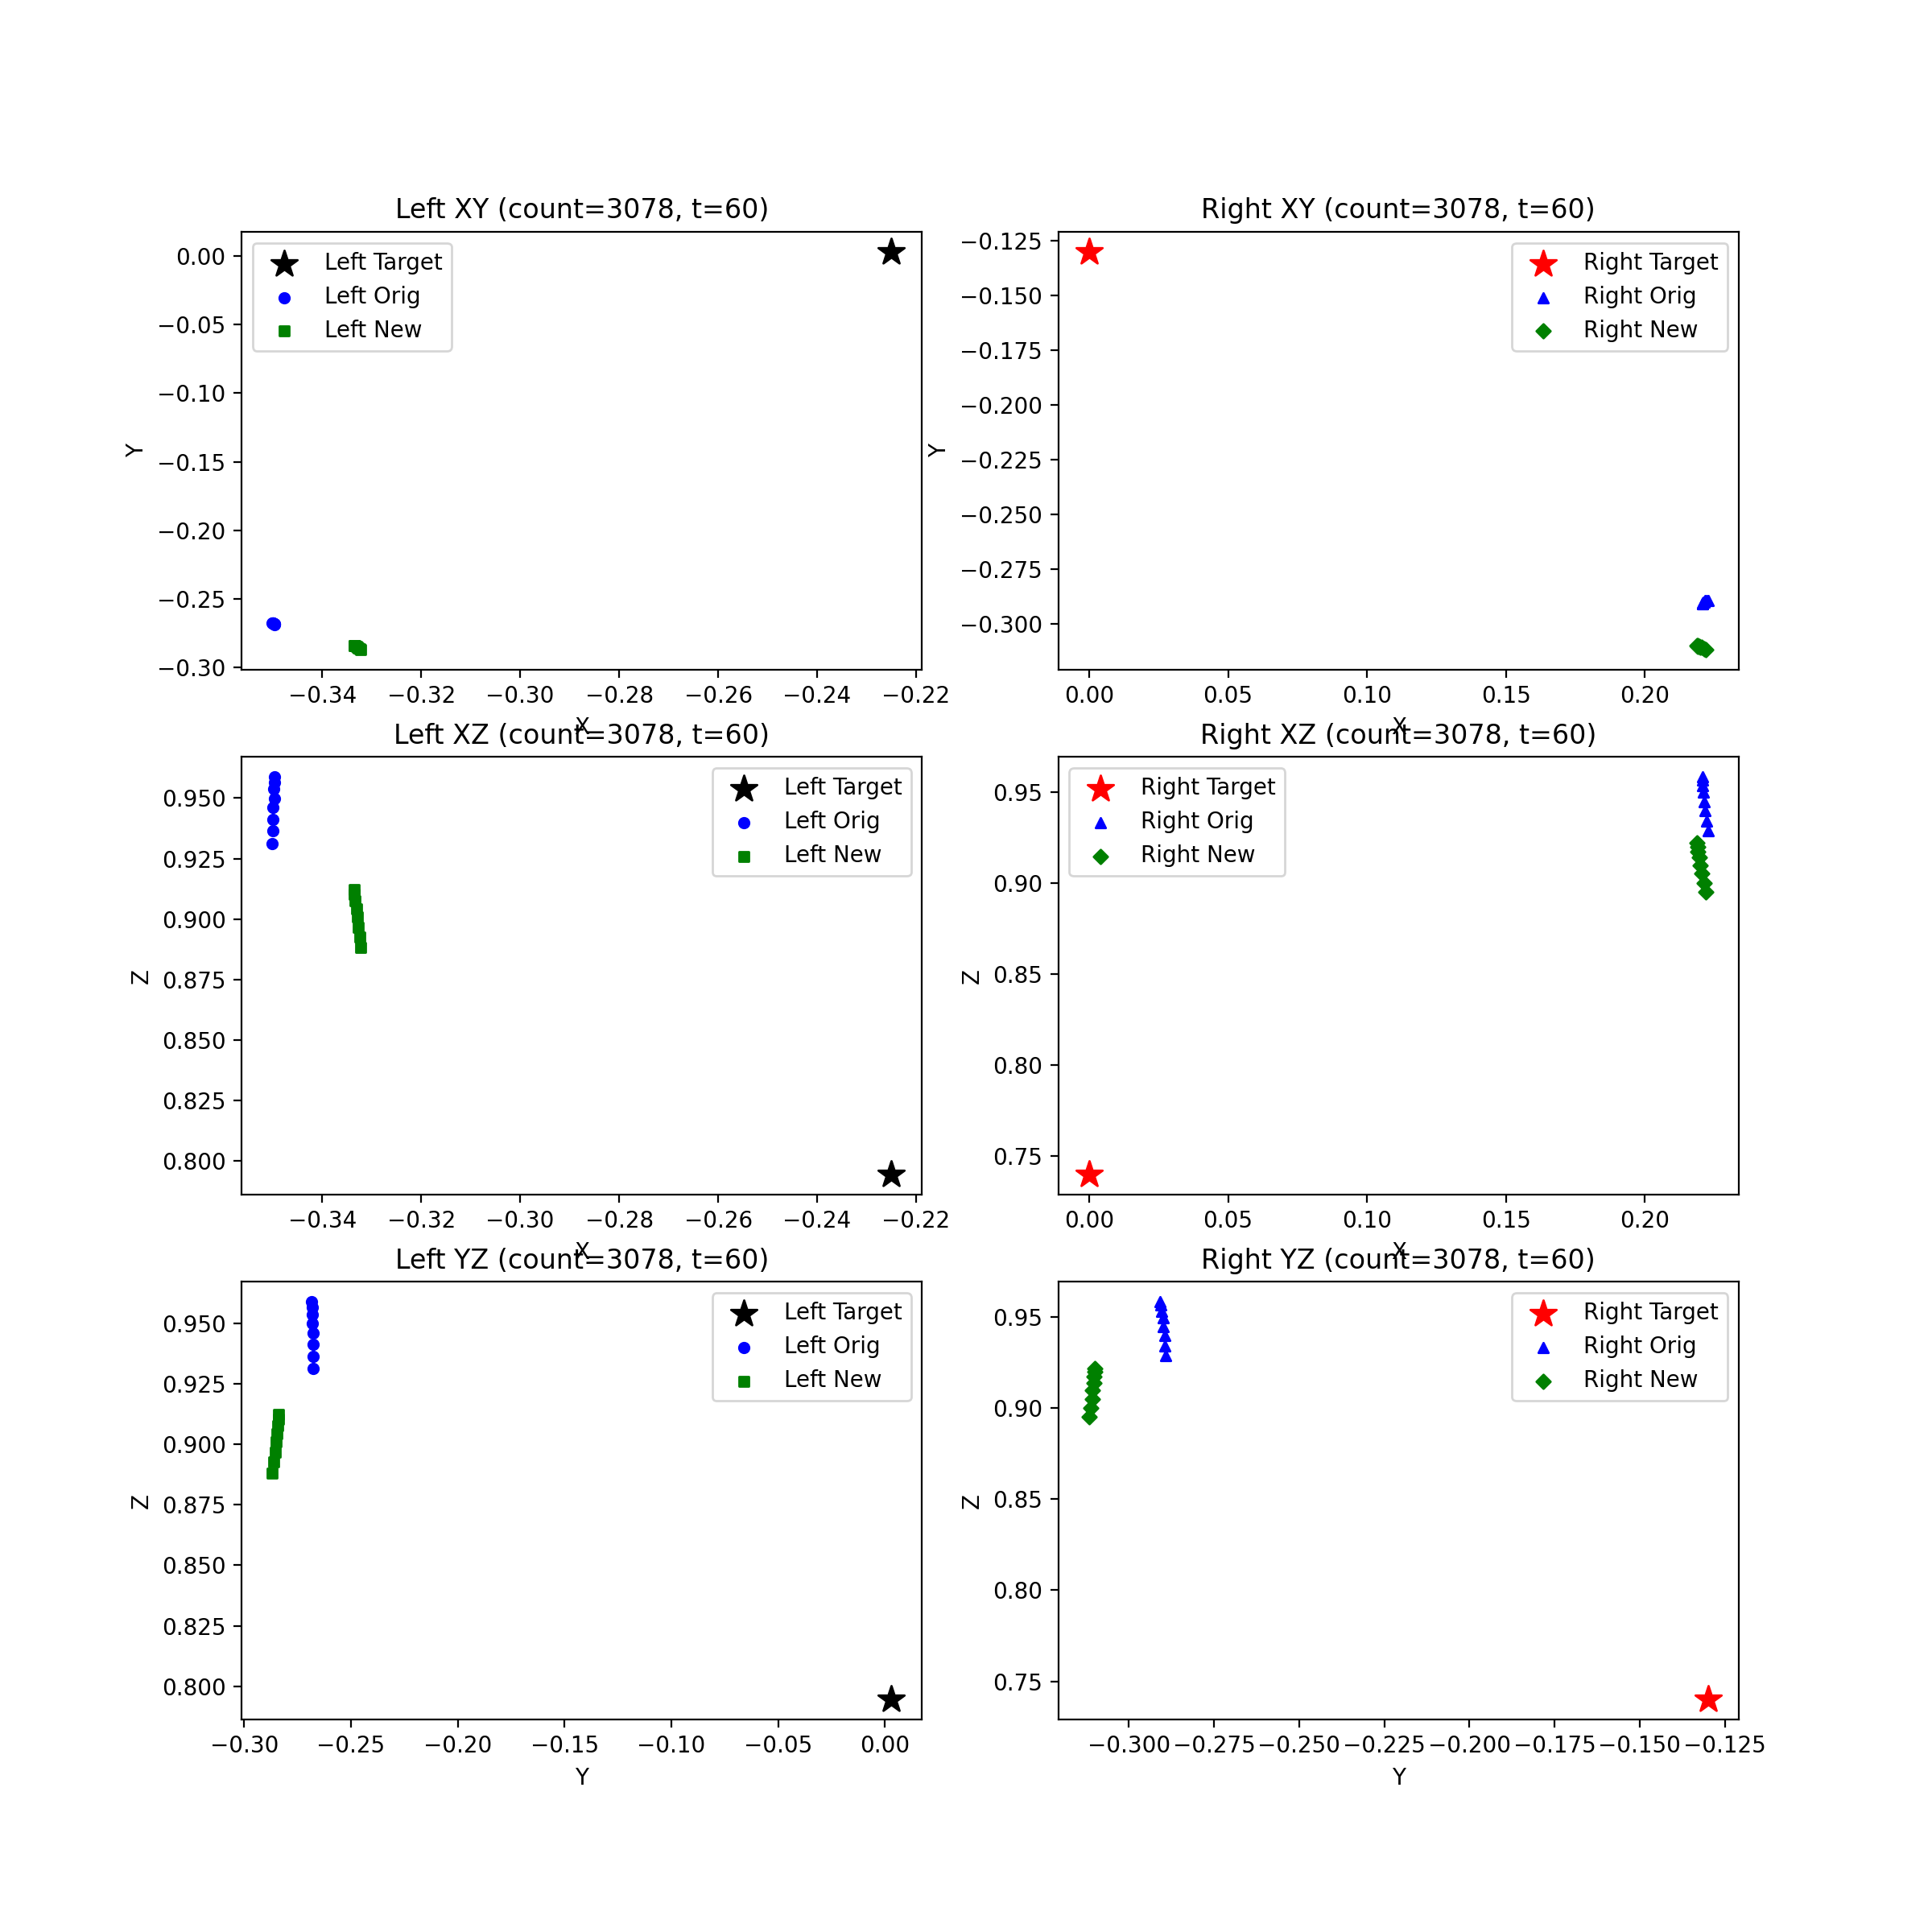 Left XY (count=3078, t=60)
0.00
−0.05
−0.10
−0.15
−0.20
−0.25
−0.30
Y
Left Target
Left Orig
Left New
−0.34
−0.32
−0.30
−0.28
−0.26
−0.24
−0.22
X
Right XY (count=3078, t=60)
−0.125
−0.150
−0.175
−0.200
−0.225
−0.250
−0.275
−0.300
Y
Right Target
Right Orig
Right New
0.00
0.05
0.10
0.15
0.20
X
Left XZ (count=3078, t=60)
0.950
0.925
0.900
0.875
0.850
0.825
0.800
Z
Left Target
Left Orig
Left New
−0.34
−0.32
−0.30
−0.28
−0.26
−0.24
−0.22
X
Right XZ (count=3078, t=60)
0.95
0.90
0.85
0.80
0.75
Z
Right Target
Right Orig
Right New
0.00
0.05
0.10
0.15
0.20
X
Left YZ (count=3078, t=60)
0.950
0.925
0.900
0.875
0.850
0.825
0.800
Z
Left Target
Left Orig
Left New
−0.30
−0.25
−0.20
−0.15
−0.10
−0.05
0.00
Y
Right YZ (count=3078, t=60)
0.95
0.90
0.85
0.80
0.75
Z
Right Target
Right Orig
Right New
−0.300
−0.275
−0.250
−0.225
−0.200
−0.175
−0.150
−0.125
Y